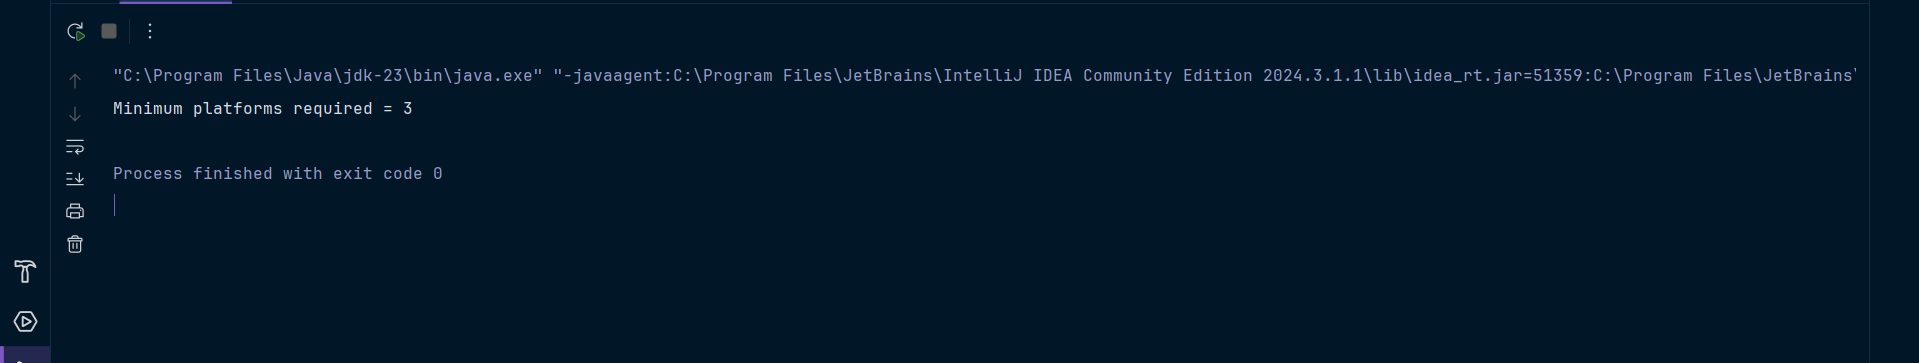 "C:\Program Files\Java\jdk-23\bin\java.exe" "-javaagent:C:\Program Files\JetBrains\IntelliJ IDEA Community Edition 2024.3.1.1\lib\idea_rt.jar=51359:C:\Program Files\JetBrains\
Minimum platforms required = 3
Process finished with exit code 0